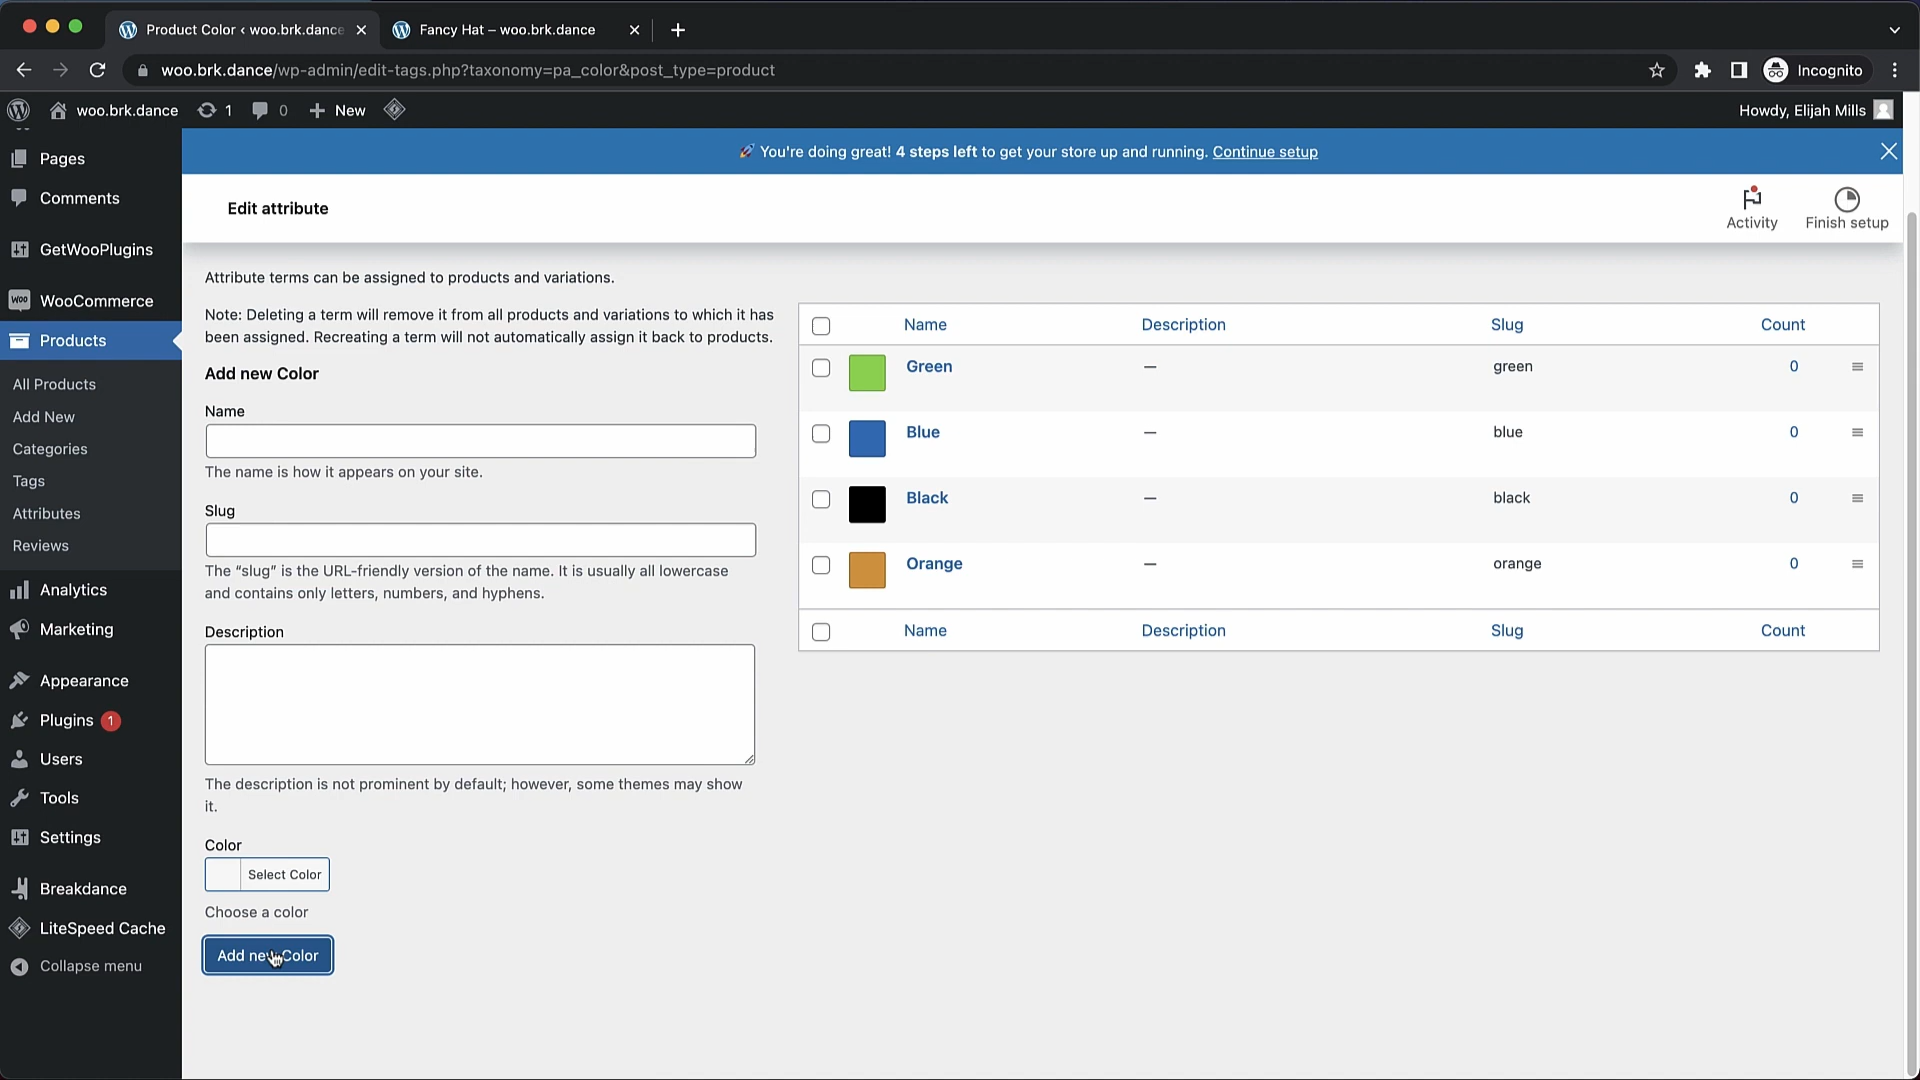 Product Color ‹ woo.brk.dance
Fancy Hat – woo.brk.dance
woo.brk.dance/wp-admin/edit-tags.php?taxonomy=pa_color&post_type=product
Incognito
woo.brk.dance
1
0
New
Howdy, Elijah Mills
Pages
Comments
GetWooPlugins
WooCommerce
Products
All Products
Add New
Categories
Tags
Attributes
Reviews
Analytics
Marketing
Appearance
Plugins 1
Users
Tools
Settings
Breakdance
LiteSpeed Cache
Collapse menu
🚀 You're doing great! 4 steps left to get your store up and running. Continue setup
Edit attribute
Activity
Finish setup
Attribute terms can be assigned to products and variations.
Note: Deleting a term will remove it from all products and variations to which it has
been assigned. Recreating a term will not automatically assign it back to products.
Add new Color
Name
The name is how it appears on your site.
Slug
The “slug” is the URL-friendly version of the name. It is usually all lowercase
and contains only letters, numbers, and hyphens.
Description
The description is not prominent by default; however, some themes may show
it.
Color
Select Color
Choose a color
Add new Color
Name Description Slug Count
Green — green 0
Blue — blue 0
Black — black 0
Orange — orange 0
Name Description Slug Count